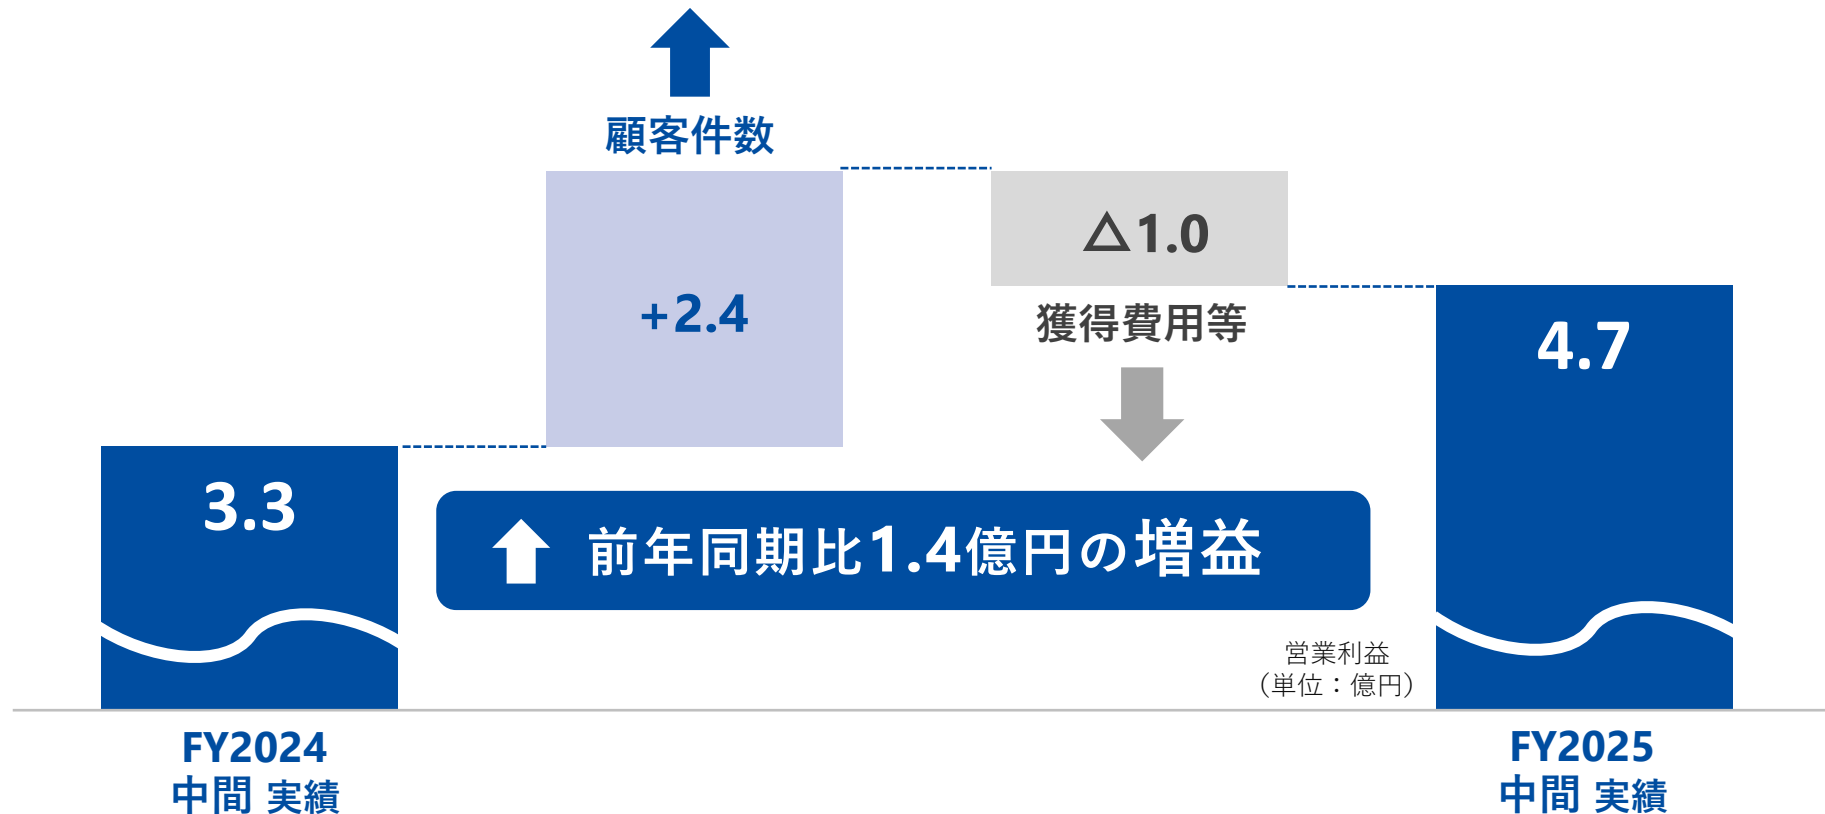 顧客件数
+2.4
△1.0
獲得費用等
3.3
4.7
前年同期比1.4億円の増益
営業利益
（単位：億円）
FY2024
中間 実績
FY2025
中間 実績